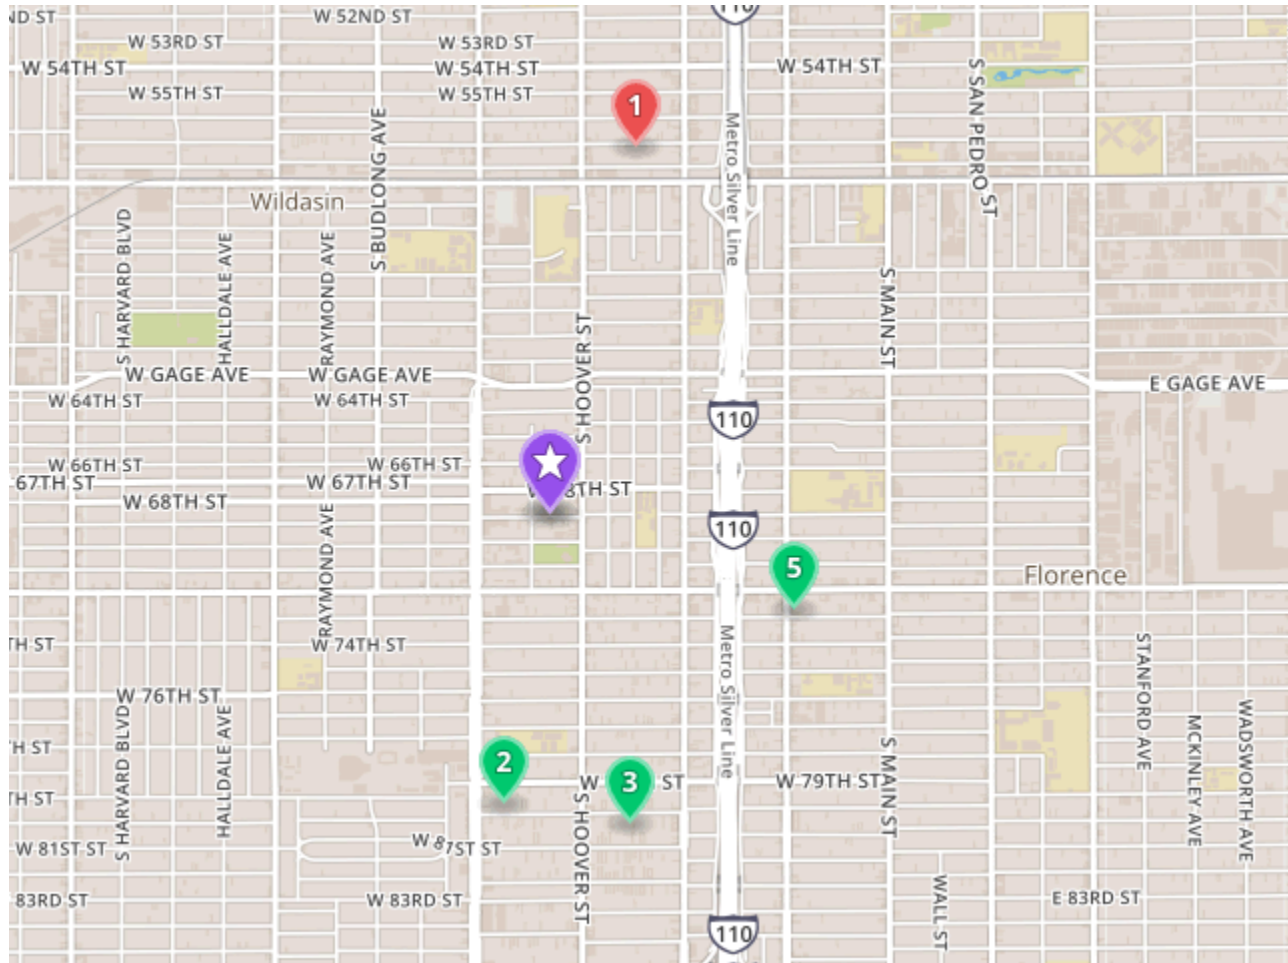 ND ST
W 52ND ST
110
W 53RD ST
W 53RD ST
W 54TH ST
W 54TH ST
W 54TH ST
W 55TH ST
W 55TH ST
1
S SAN PEDRO ST
S BUDLONG AVE
Metro Silver Line
Wildasin
S HARVARD BLVD
HALLDALE AVE
RAYMOND AVE
S HOOVER ST
S MAIN ST
W GAGE AVE
W GAGE AVE
E GAGE AVE
W 64TH ST
W 64TH ST
110
W 66TH ST
W 66TH ST
67TH ST
W 67TH ST
8TH ST
W 68TH ST
RAYMOND AVE
110
5
Florence
TH ST
W 74TH ST
Metro Silver Line
STANFORD AVE
W 76TH ST
S HARVARD BLVD
HALLDALE AVE
MCKINLEY AVE
WADSWORTH AVE
H ST
S MAIN ST
2
3
W
ST
W 79TH ST
TH ST
S HOOVER ST
W 81ST ST
W 87ST ST
83RD ST
W 83RD ST
WALL ST
E 83RD ST
110